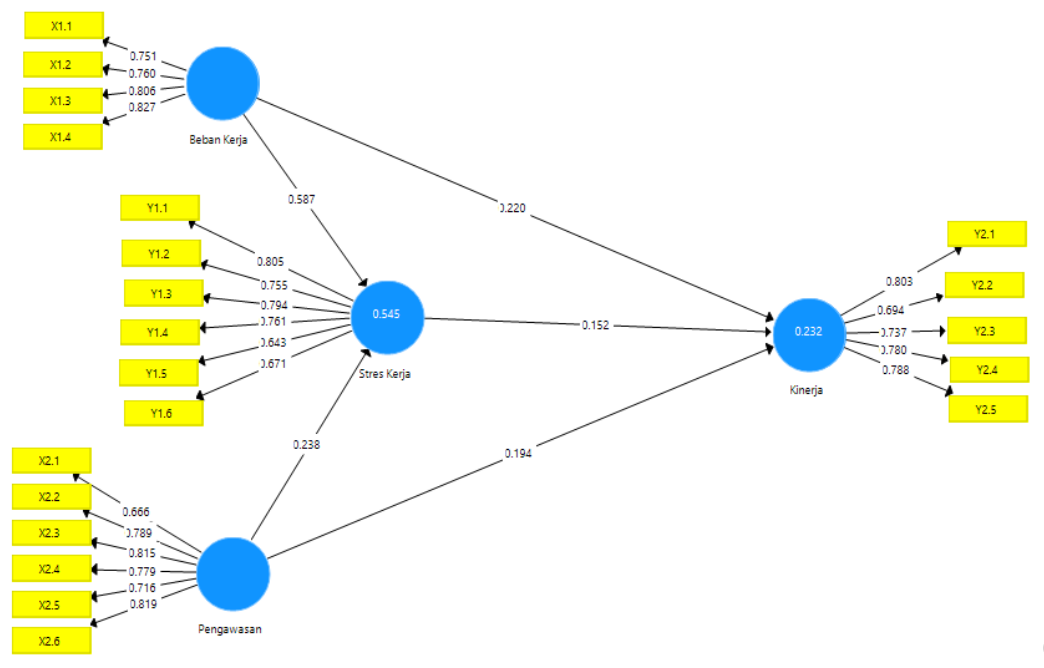 X1.1
X1.2
X1.3
X1.4
0.751
0.760
0.806
0.827
Beban Kerja
0.587
0.220
Y1.1
Y1.2
Y1.3
Y1.4
Y1.5
Y1.6
0.805
0.755
0.794
0.761
0.643
0.671
0.545
Stres Kerja
0.152
0.232
Kinerja
0.803
0.694
0.737
0.780
0.788
Y2.1
Y2.2
Y2.3
Y2.4
Y2.5
0.238
0.194
X2.1
X2.2
X2.3
X2.4
X2.5
X2.6
0.666
0.789
0.815
0.779
0.716
0.819
Pengawasan